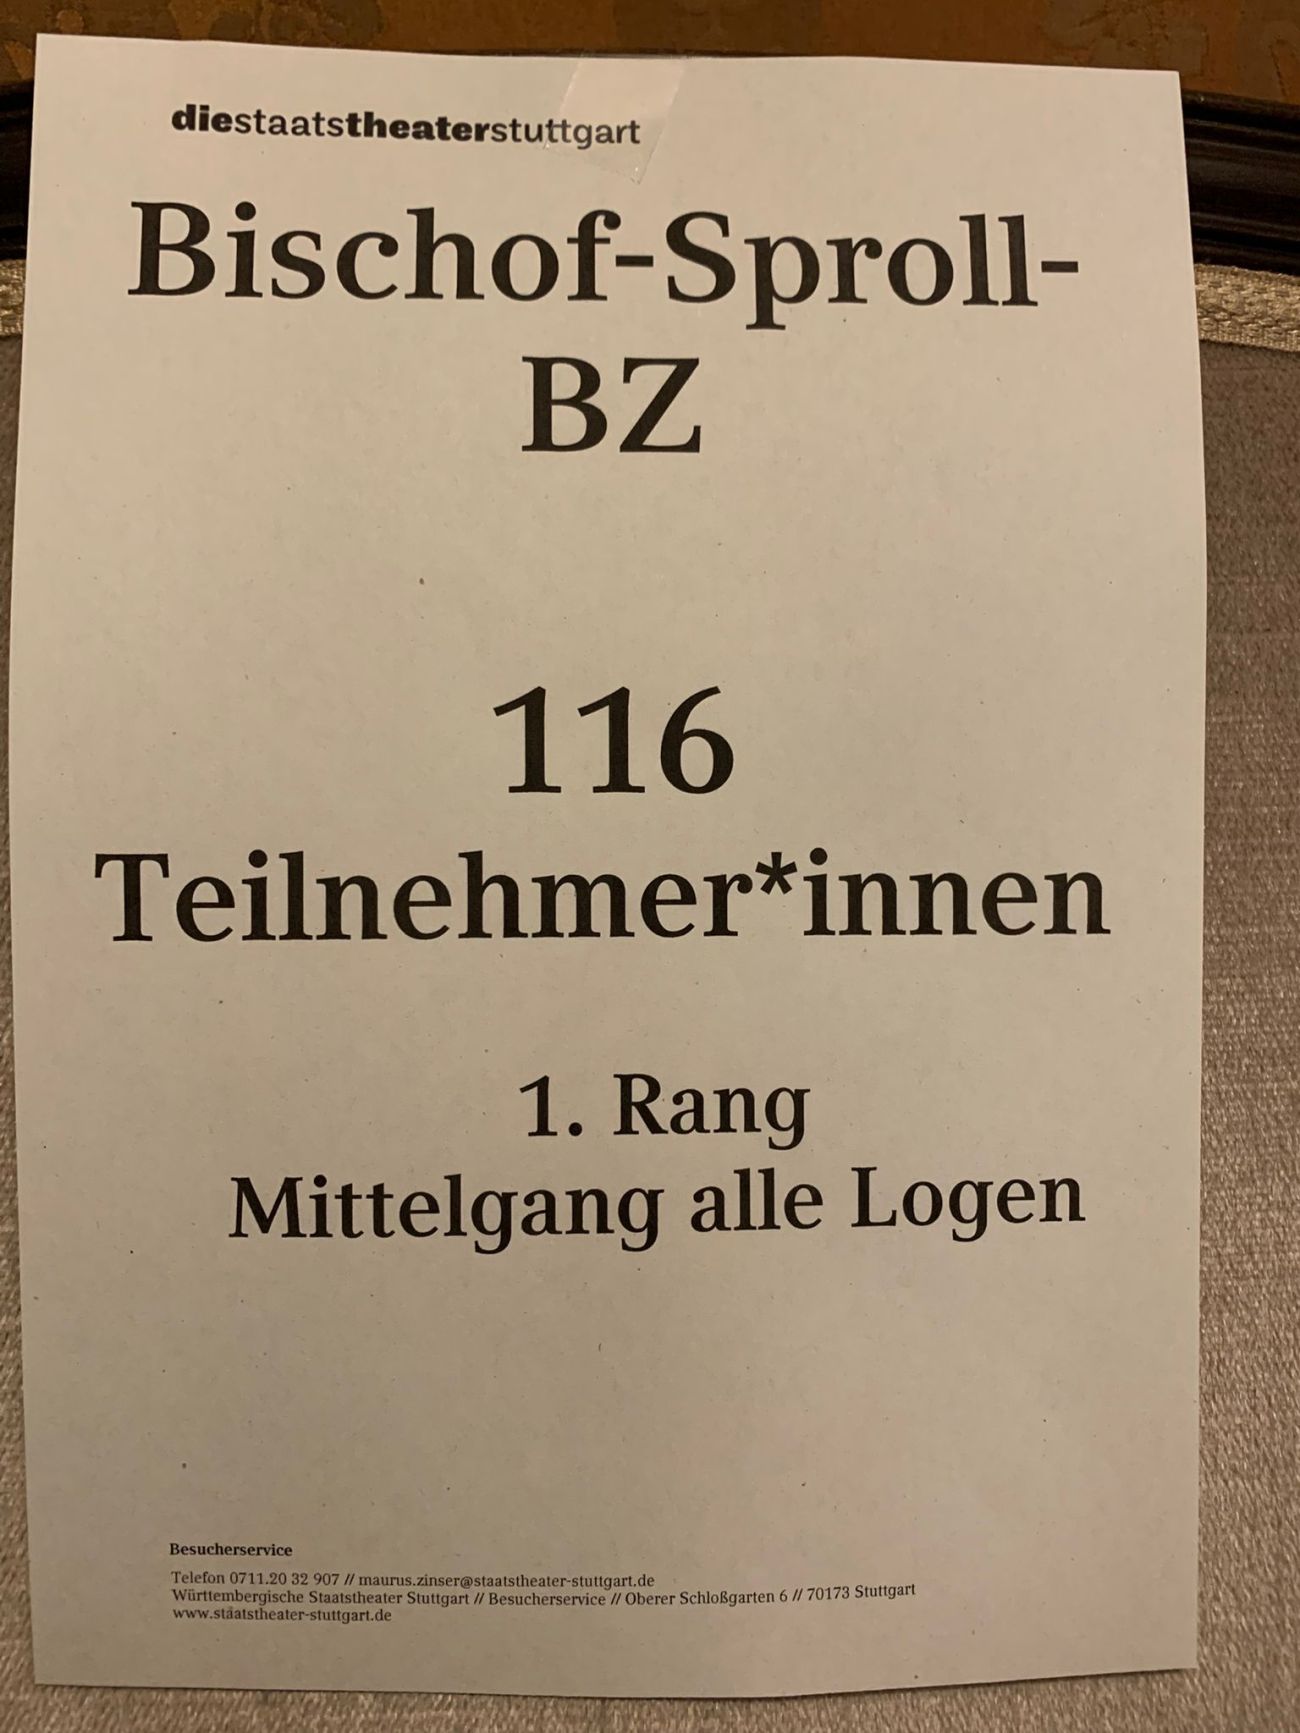 diestaatstheaterstuttgart
Bischof-Sproll-
BZ
116
Teilnehmer*innen
1. Rang
Mittelgang alle Logen
Besucherservice
Telefon 0711.20 32 907 // maurus.zinser@staatstheater-stuttgart.de
Württembergische Staatstheater Stuttgart // Besucherservice // Oberer Schloßgarten 6 // 70173 Stuttgart
www.staatstheater-stuttgart.de